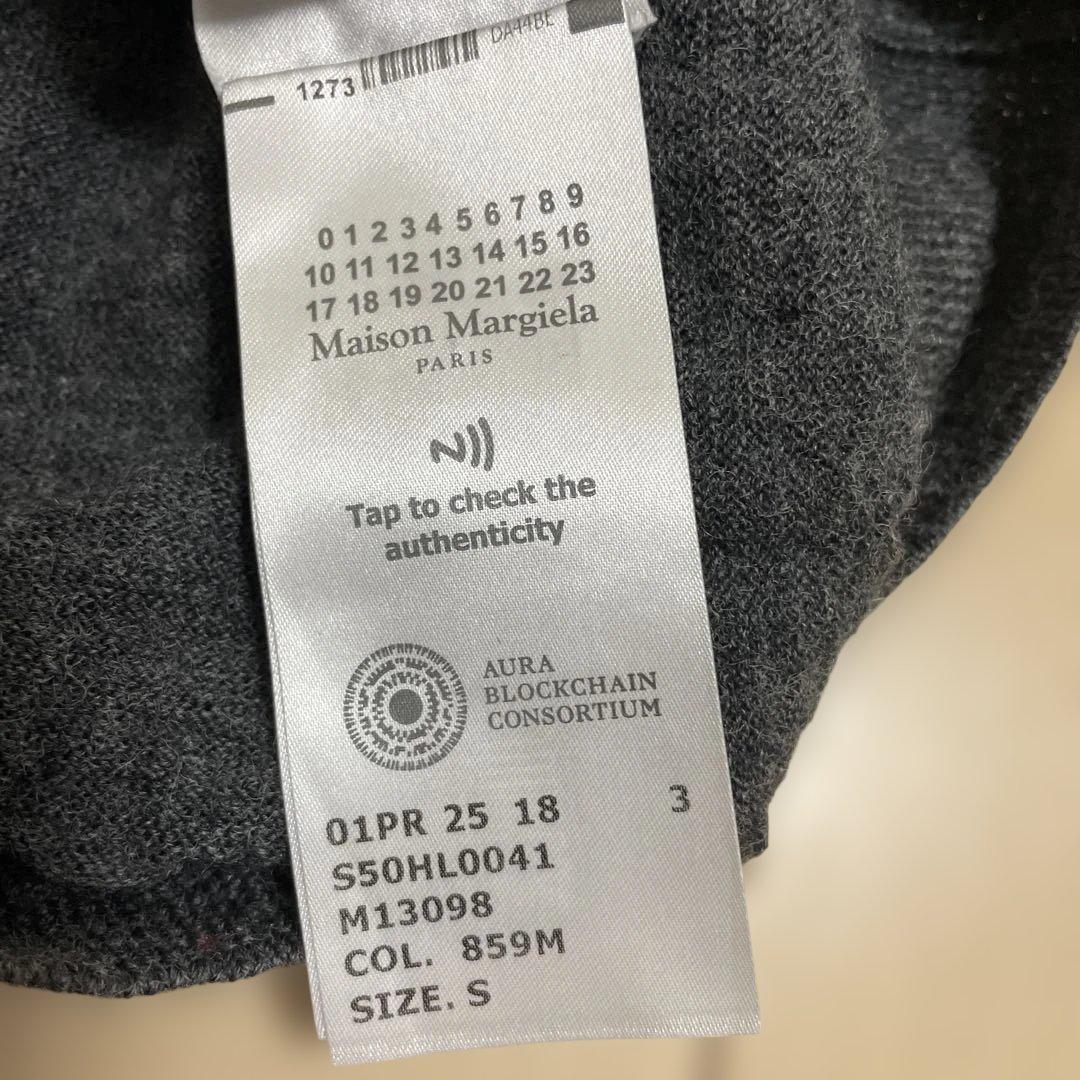 1273 DA44BE
0 1 2 3 4 5 6 7 8 9
10 11 12 13 14 15 16
17 18 19 20 21 22 23
Maison Margiela
PARIS
Tap to check the
authenticity
AURA
BLOCKCHAIN
CONSORTIUM
01PR 25 18 3
S50HL0041
M13098
COL. 859M
SIZE. S